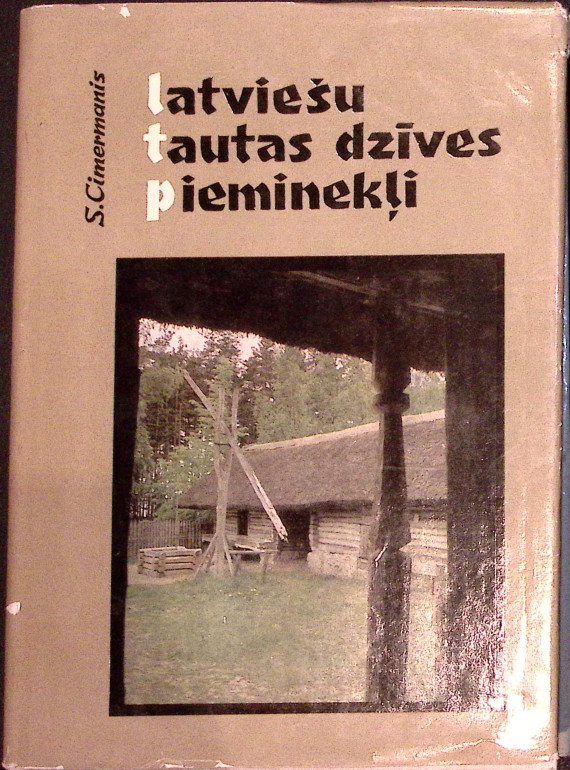 S.Cimermanis
latviešu
tautas dzīves
pieminekļi